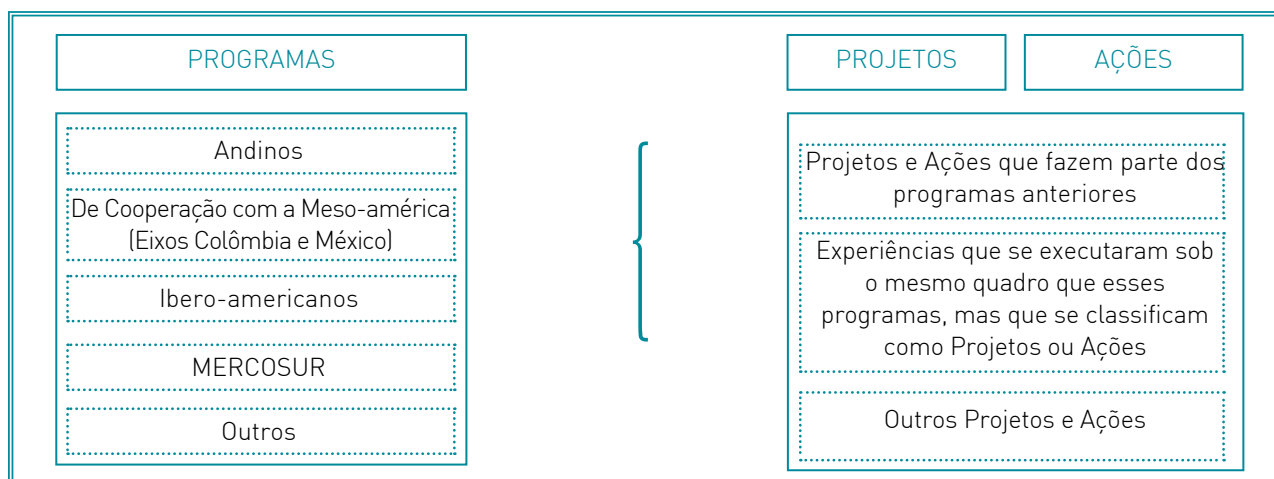 PROGRAMAS
Andinos
De Cooperação com a Meso-américa
(Eixos Colômbia e México)
Ibero-americanos
MERCOSUR
Outros
PROJETOS
AÇÕES
Projetos e Ações que fazem parte dos
programas anteriores
Experiências que se executaram sob
o mesmo quadro que esses
programas, mas que se classificam
como Projetos ou Ações
Outros Projetos e Ações